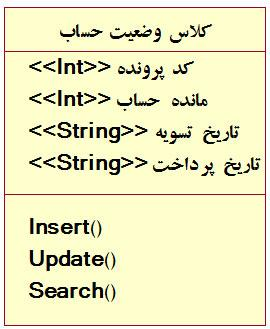 کلاس وضعیت حساب
کد پرونده <<Int>>
مانده حساب <<Int>>
تاریخ تسویه <<String>>
تاریخ پرداخت <<String>>
Insert()
Update()
Search()